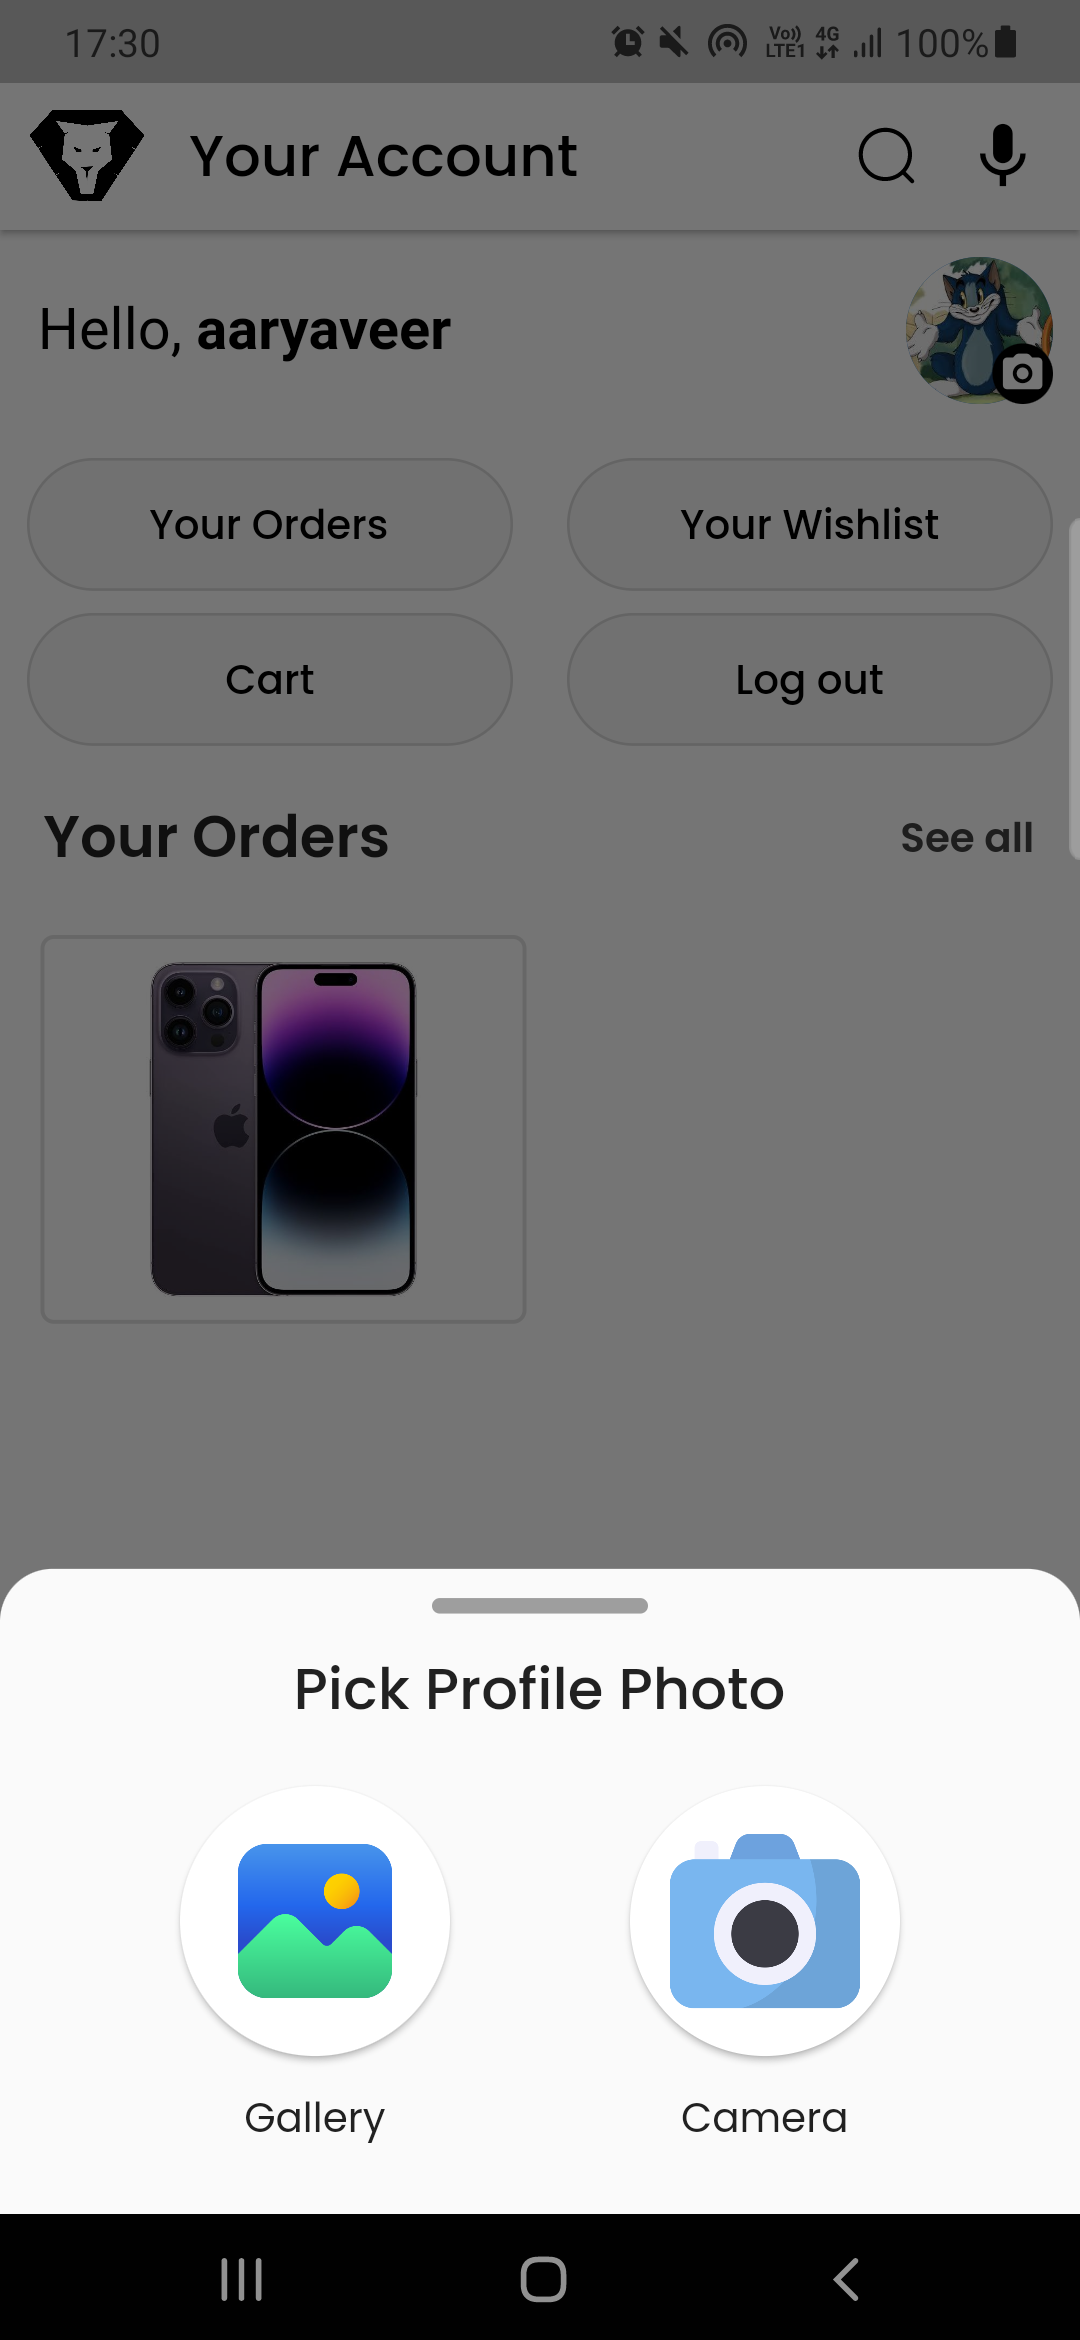 17:30 Vo)) LTE1 4G 100%
Your Account
Hello, aaryaveer
Your Orders Your Wishlist
Cart Log out
Your Orders See all
Pick Profile Photo
Gallery Camera